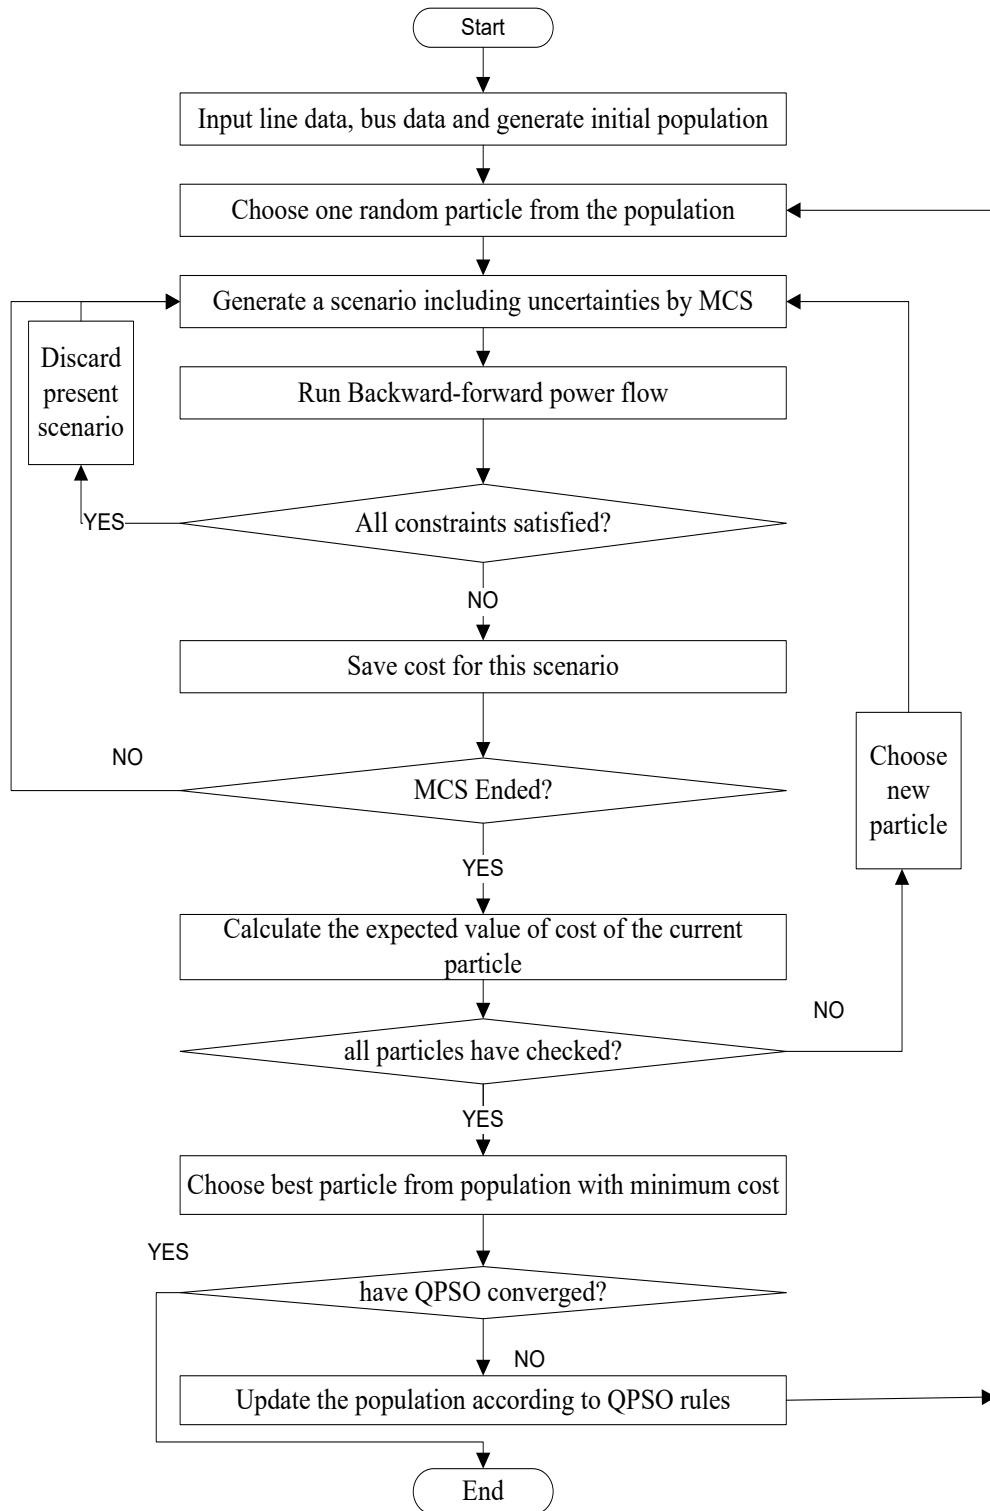 Start
Input line data, bus data and generate initial population
Choose one random particle from the population
Generate a scenario including uncertainties by MCS
Discard
present
scenario
Run Backward-forward power flow
YES
All constraints satisfied?
NO
Save cost for this scenario
NO
MCS Ended?
Choose
new
particle
YES
Calculate the expected value of cost of the current
particle
NO
all particles have checked?
YES
Choose best particle from population with minimum cost
YES
have QPSO converged?
NO
Update the population according to QPSO rules
End